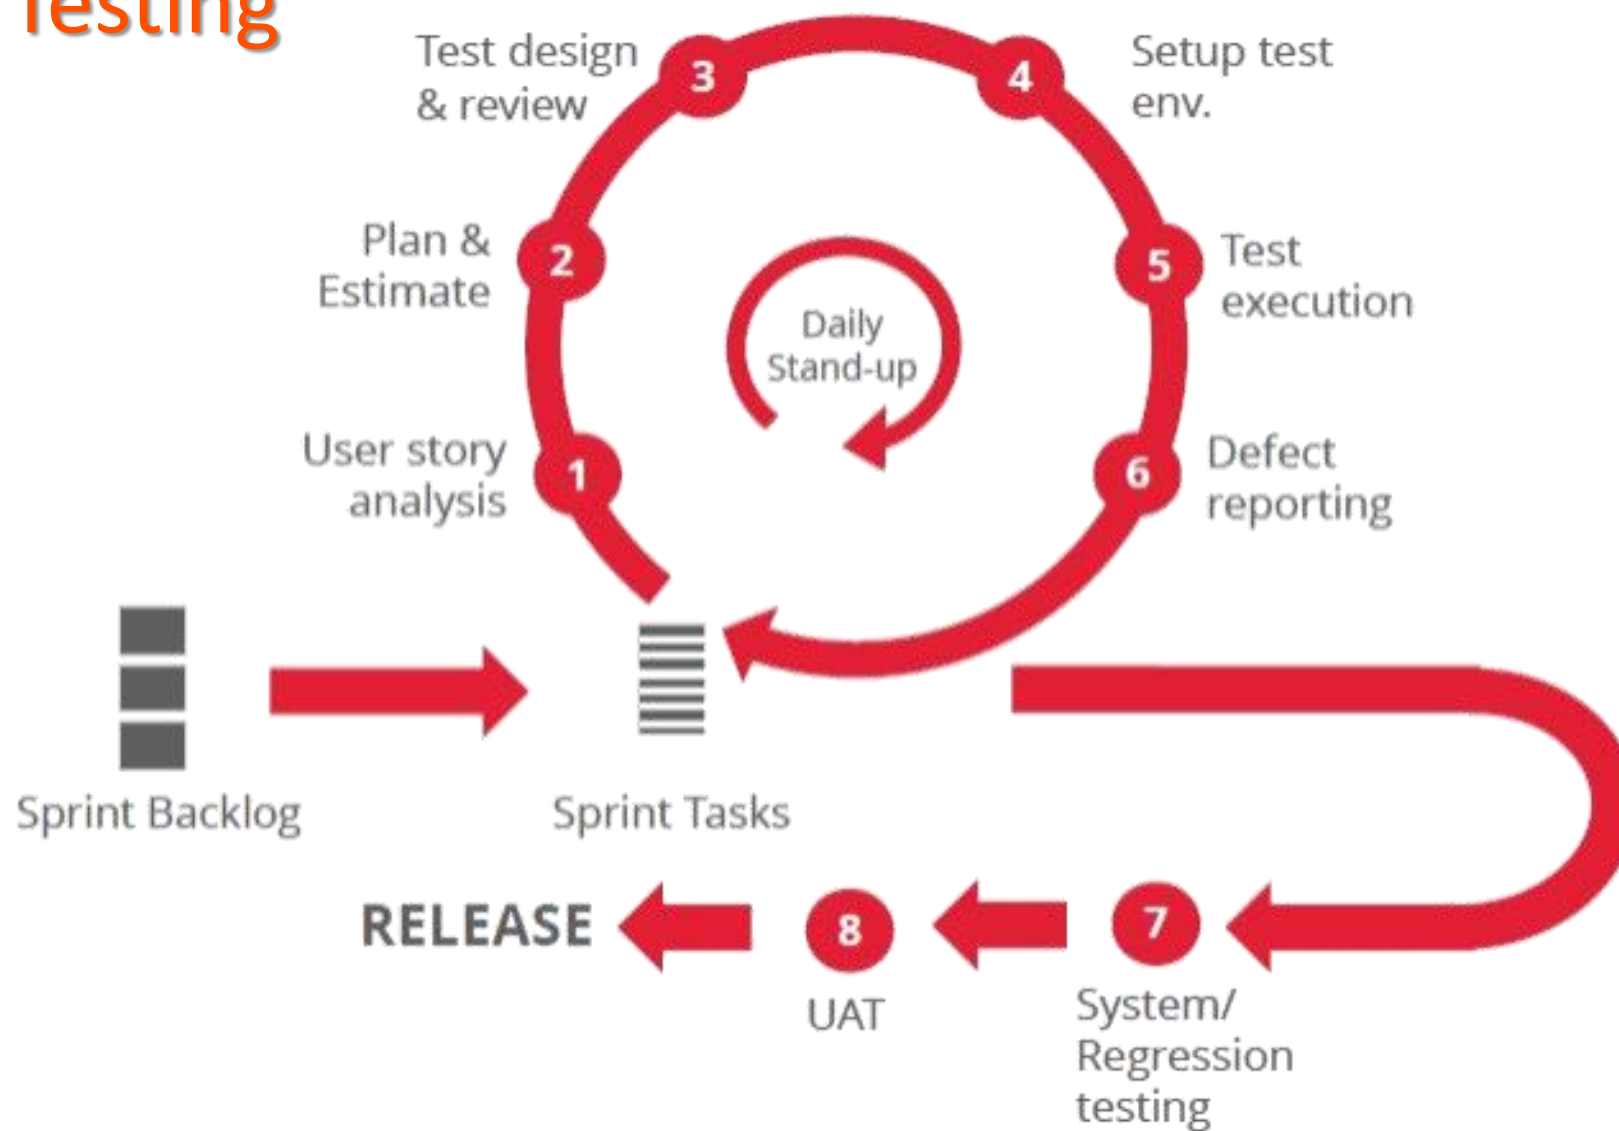 Testing
Test design
& review
3
4
Setup test
env.
Plan &
Estimate
2
5
Test
execution
Daily
Stand-up
User story
analysis
1
6
Defect
reporting
Sprint Backlog
Sprint Tasks
RELEASE
8
7
UAT
System/
Regression
testing